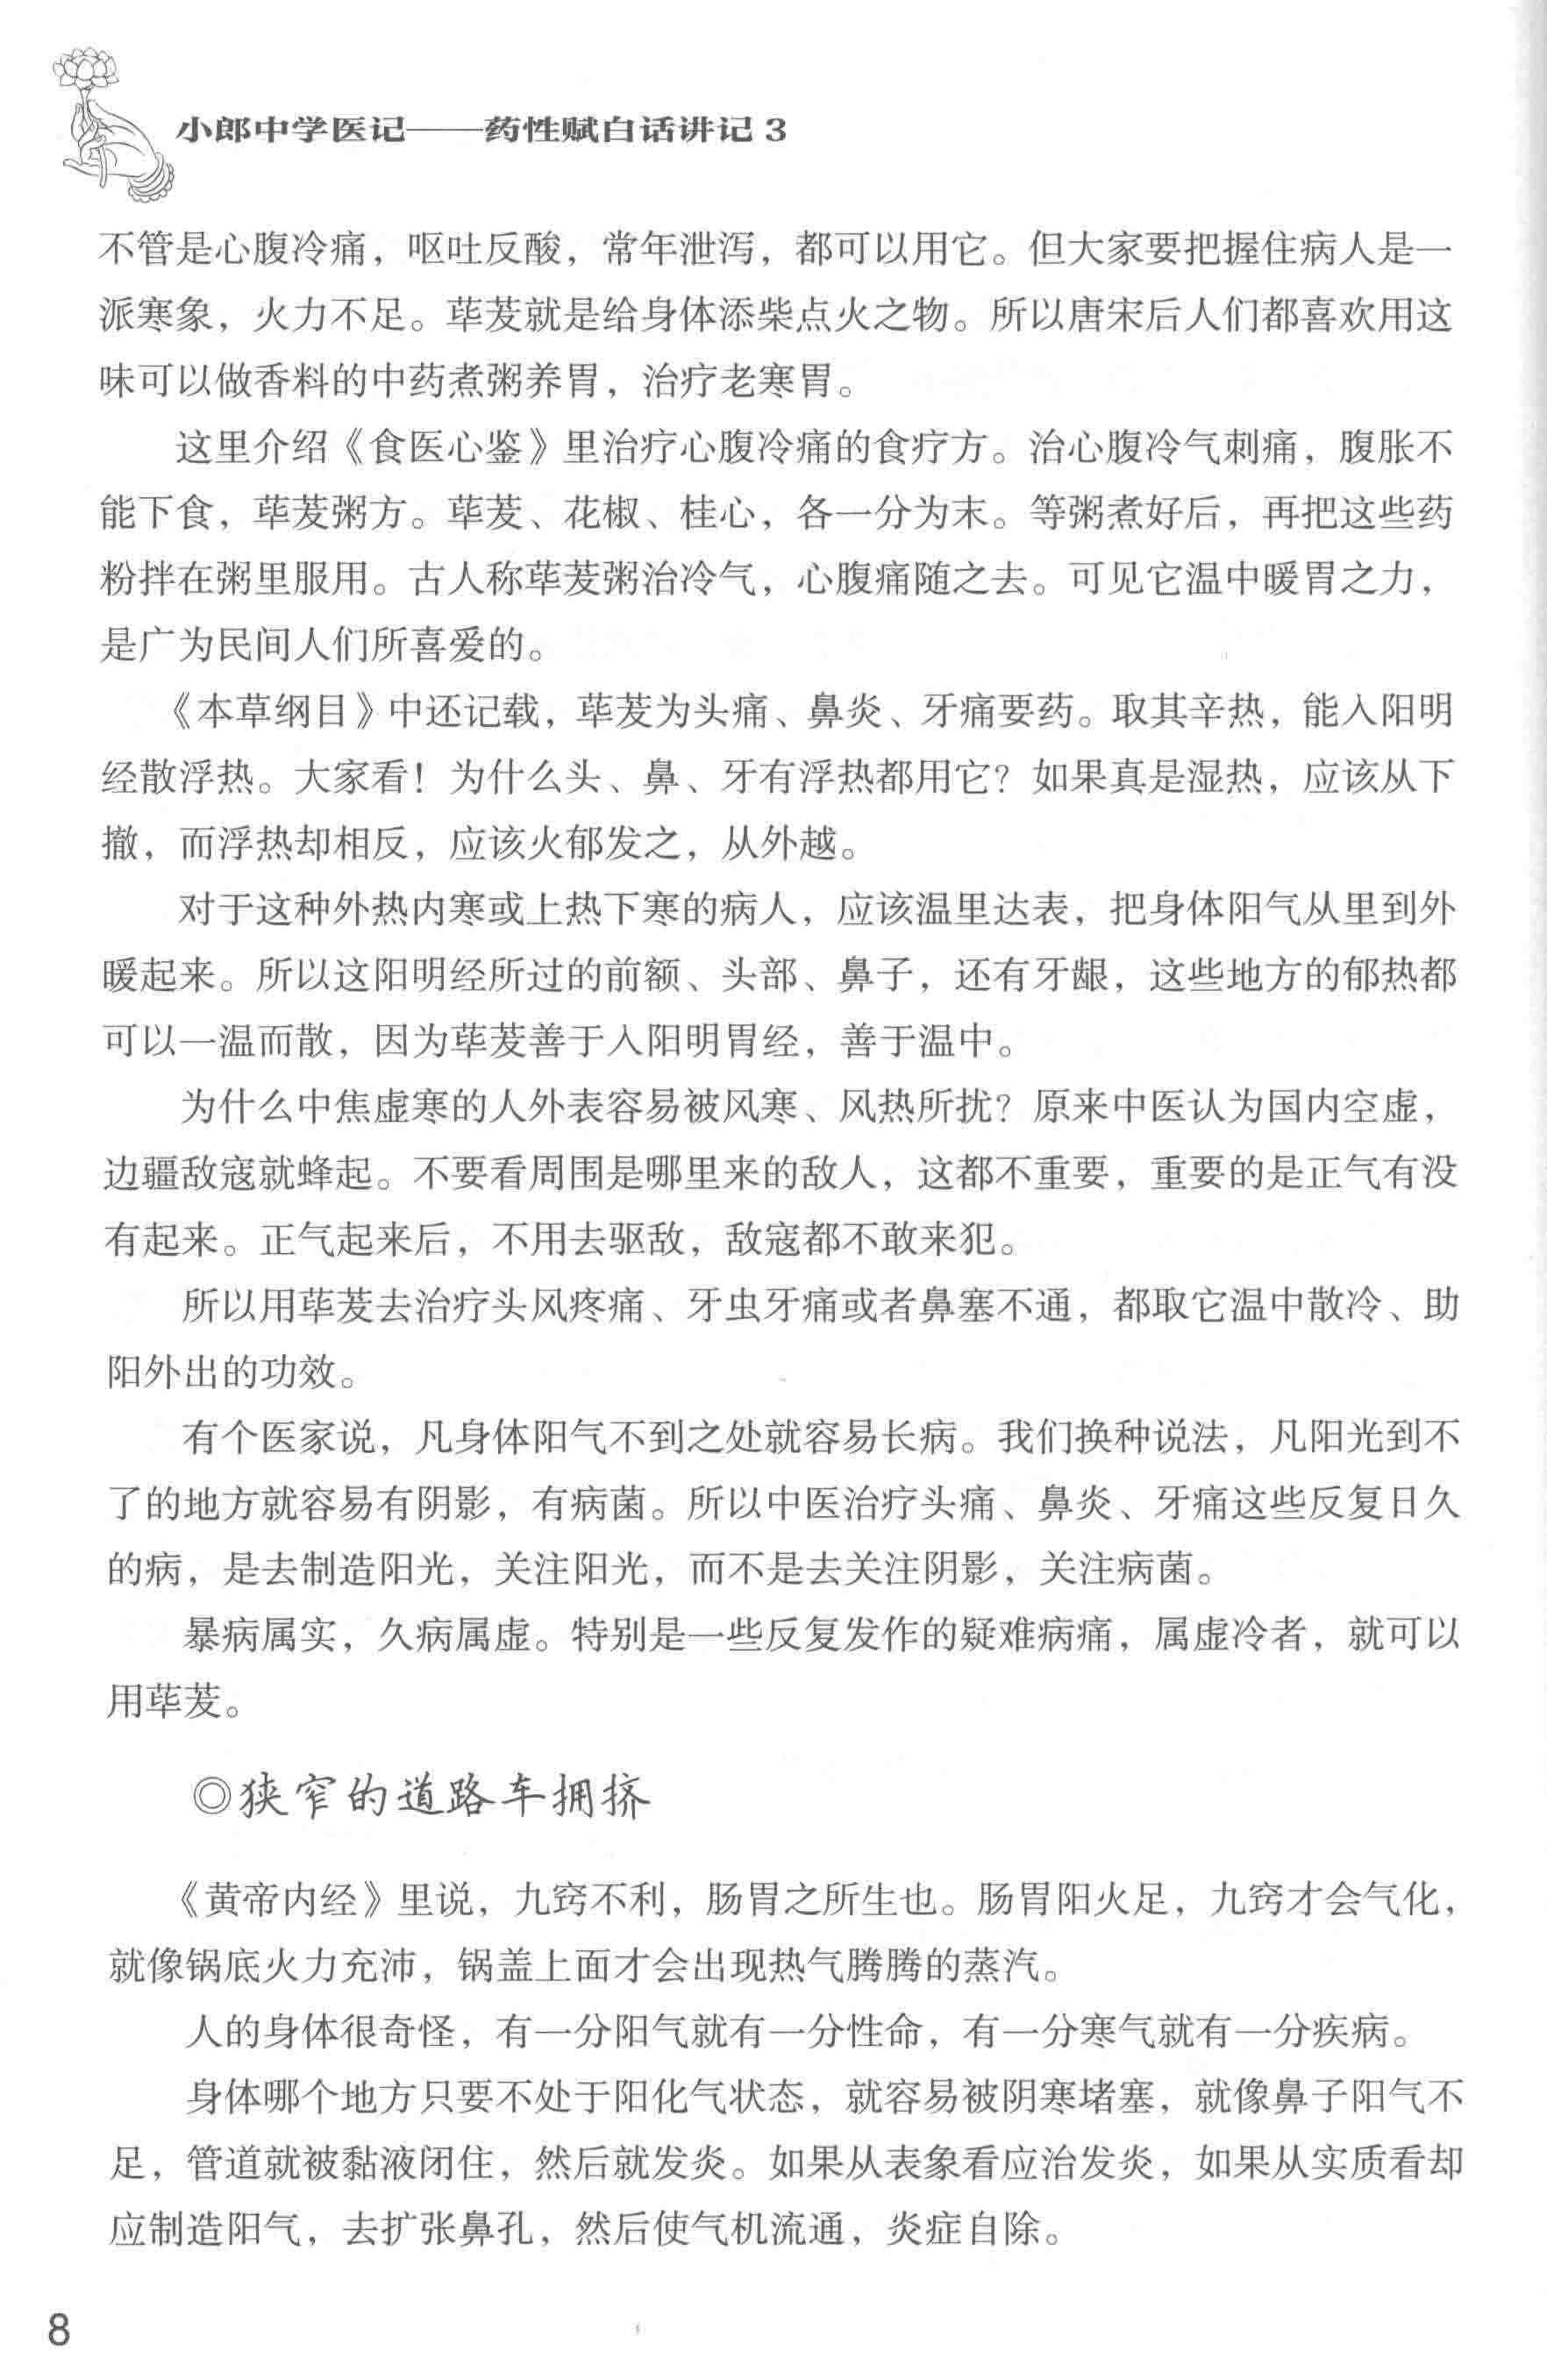 小郎中学医记——药性赋白话讲记 3
不管是心腹冷痛，呕吐反酸，常年泄泻，都可以用它。但大家要把握住病人是一
派寒象，火力不足。荜茇就是给身体添柴点火之物。所以唐宋后人们都喜欢用这
味可以做香料的中药煮粥养胃，治疗老寒胃。
这里介绍《食医心鉴》里治疗心腹冷痛的食疗方。治心腹冷气刺痛，腹胀不
能下食，荜茇粥方。荜茇、花椒、桂心，各一分为末。等粥煮好后，再把这些药
粉拌在粥里服用。古人称荜茇粥治冷气，心腹痛随之去。可见它温中暖胃之力，
是广为民间人们所喜爱的。
《本草纲目》中还记载，荜茇为头痛、鼻炎、牙痛要药。取其辛热，能入阳明
经散浮热。大家看！为什么头、鼻、牙有浮热都用它？如果真是湿热，应该从下
撤，而浮热却相反，应该火郁发之，从外越。
对于这种外热内寒或上热下寒的病人，应该温里达表，把身体阳气从里到外
暖起来。所以这阳明经所过的前额、头部、鼻子，还有牙龈，这些地方的郁热都
可以一温而散，因为荜茇善于入阳明胃经，善于温中。
为什么中焦虚寒的人外表容易被风寒、风热所扰？原来中医认为国内空虚，
边疆敌寇就蜂起。不要看周围是哪里来的敌人，这都不重要，重要的是正气有没
有起来。正气起来后，不用去驱敌，敌寇都不敢来犯。
所以用荜茇去治疗头风疼痛、牙虫牙痛或者鼻塞不通，都取它温中散冷、助
阳外出的功效。
有个医家说，凡身体阳气不到之处就容易长病。我们换种说法，凡阳光到不
了的地方就容易有阴影，有病菌。所以中医治疗头痛、鼻炎、牙痛这些反复日久
的病，是去制造阳光，关注阳光，而不是去关注阴影，关注病菌。
暴病属实，久病属虚。特别是一些反复发作的疑难病痛，属虚冷者，就可以
用荜茇。
◎狭窄的道路车拥挤
《黄帝内经》里说，九窍不利，肠胃之所生也。肠胃阳火足，九窍才会气化，
就像锅底火力充沛，锅盖上面才会出现热气腾腾的蒸汽。
人的身体很奇怪，有一分阳气就有一分性命，有一分寒气就有一分疾病。
身体哪个地方只要不处于阳化气状态，就容易被阴寒堵塞，就像鼻子阳气不
足，管道就被黏液闭住，然后就发炎。如果从表象看应治发炎，如果从实质看却
应制造阳气，去扩张鼻孔，然后使气机流通，炎症自除。
8